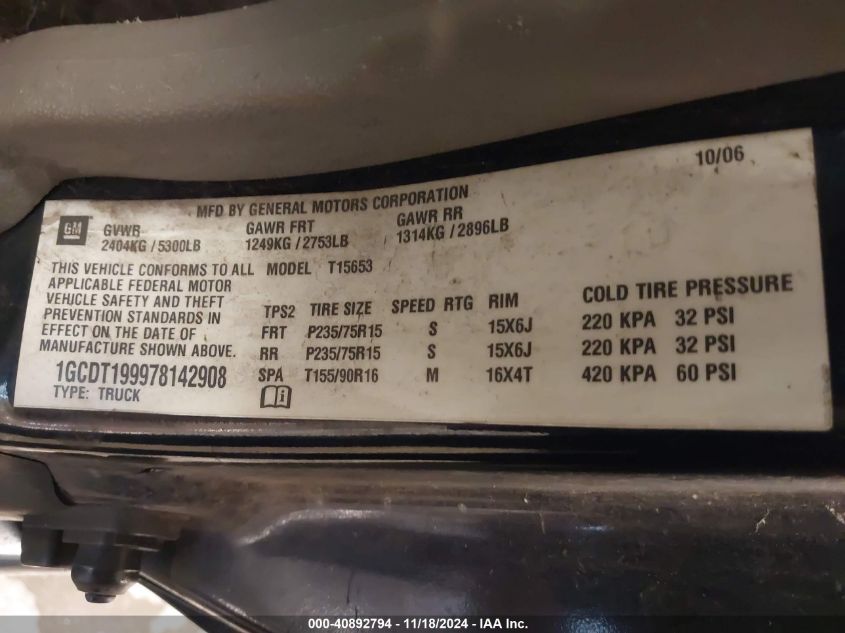 10/06
MFD BY GENERAL MOTORS CORPORATION
GM
GVWR GAWR FRT GAWR RR
2404KG / 5300LB 1249KG / 2753LB 1314KG / 2896LB
THIS VEHICLE CONFORMS TO ALL MODEL T15653
APPLICABLE FEDERAL MOTOR
VEHICLE SAFETY AND THEFT
PREVENTION STANDARDS IN
EFFECT ON THE DATE OF
MANUFACTURE SHOWN ABOVE.
1GCDT199978142908
TYPE: TRUCK
TPS2 TIRE SIZE SPEED RTG RIM COLD TIRE PRESSURE
FRT P235/75R15 S 15X6J 220 KPA 32 PSI
RR P235/75R15 S 15X6J 220 KPA 32 PSI
SPA T155/90R16 M 16X4T 420 KPA 60 PSI
000-40892794 - 11/18/2024 - IAA Inc.